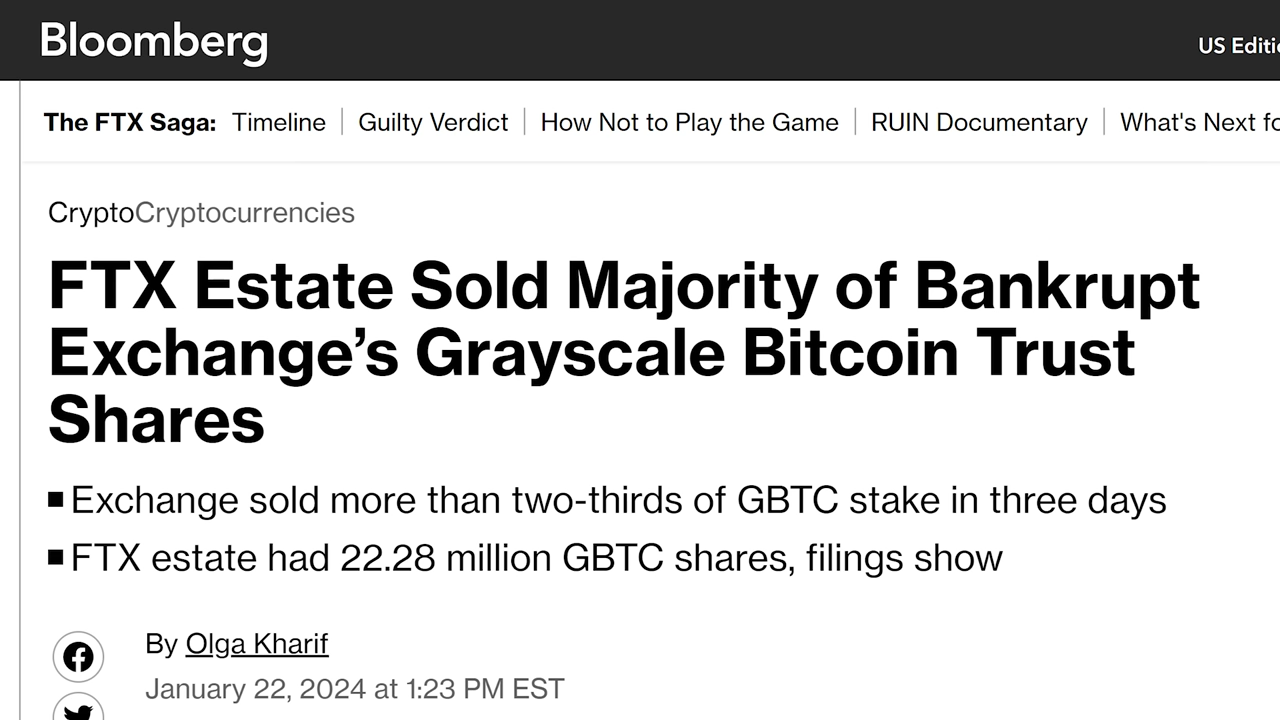 Bloomberg
US Editi
The FTX Saga: Timeline | Guilty Verdict | How Not to Play the Game | RUIN Documentary | What's Next fo
CryptoCryptocurrencies
FTX Estate Sold Majority of Bankrupt
Exchange’s Grayscale Bitcoin Trust
Shares
■ Exchange sold more than two-thirds of GBTC stake in three days
■ FTX estate had 22.28 million GBTC shares, filings show
By Olga Kharif
January 22, 2024 at 1:23 PM EST